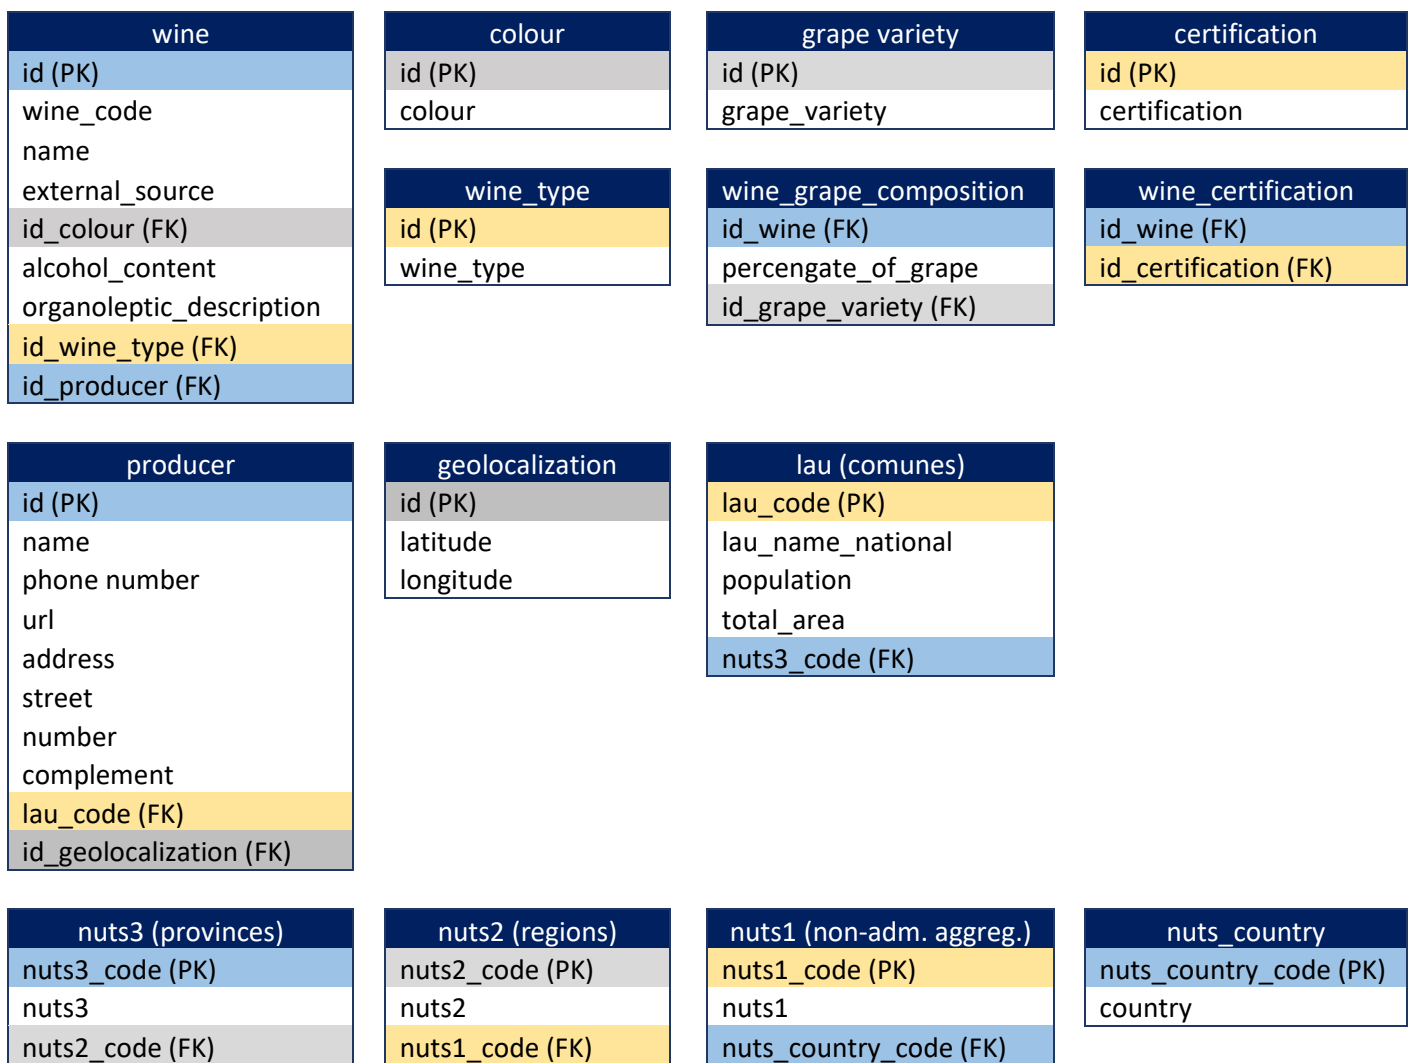 wine
id (PK)
wine_code
name
external_source
id_colour (FK)
alcohol_content
organoleptic_description
id_wine_type (FK)
id_producer (FK)
colour
id (PK)
colour
grape variety
id (PK)
grape_variety
certification
id (PK)
certification
wine_type
id (PK)
wine_type
wine_grape_composition
id_wine (FK)
percengate_of_grape
id_grape_variety (FK)
wine_certification
id_wine (FK)
id_certification (FK)
producer
id (PK)
name
phone number
url
address
street
number
complement
lau_code (FK)
id_geolocalization (FK)
geolocalization
id (PK)
latitude
longitude
lau (comunes)
lau_code (PK)
lau_name_national
population
total_area
nuts3_code (FK)
nuts3 (provinces)
nuts3_code (PK)
nuts3
nuts2_code (FK)
nuts2 (regions)
nuts2_code (PK)
nuts2
nuts1_code (FK)
nuts1 (non-adm. aggreg.)
nuts1_code (PK)
nuts1
nuts_country_code (FK)
nuts_country
nuts_country_code (PK)
country